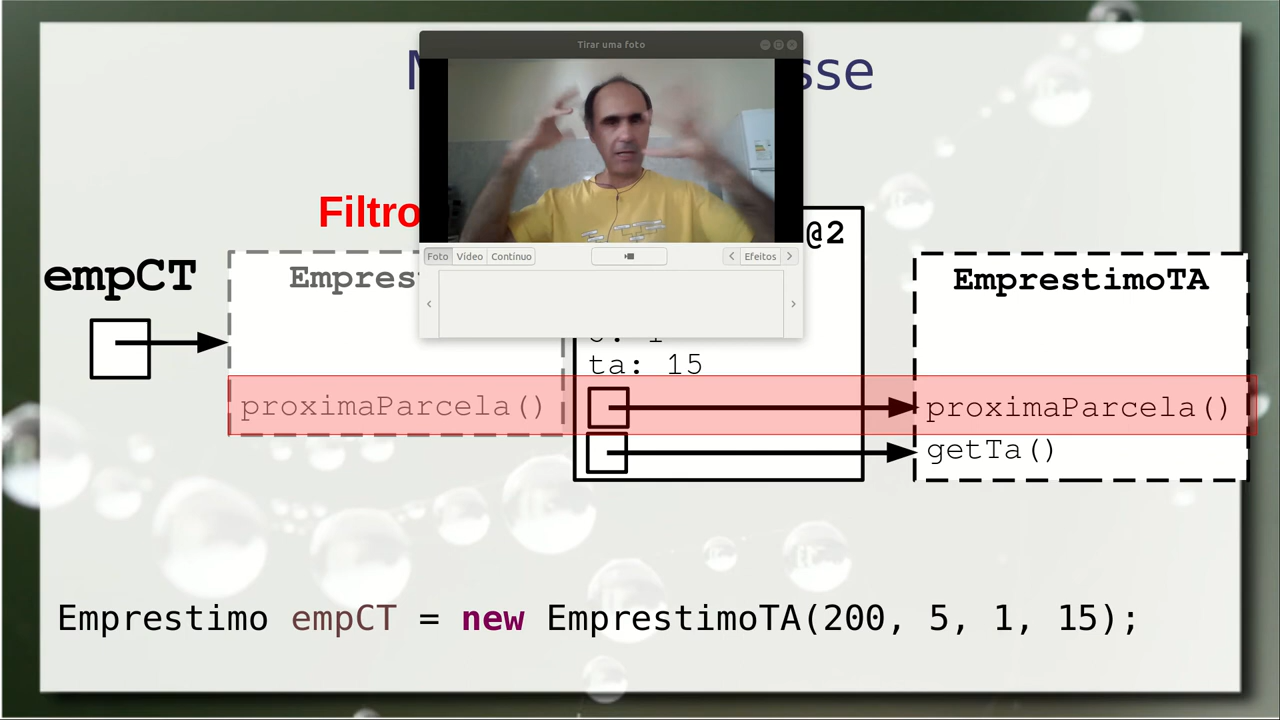 Tirar uma foto
sse
Filtro
@2
empCT
EmprestimoTA
ta: 15
proximaParcela()
proximaParcela()
getTa()
Foto Vídeo Contínuo
Efeitos
Emprestimo empCT = new EmprestimoTA(200, 5, 1, 15);